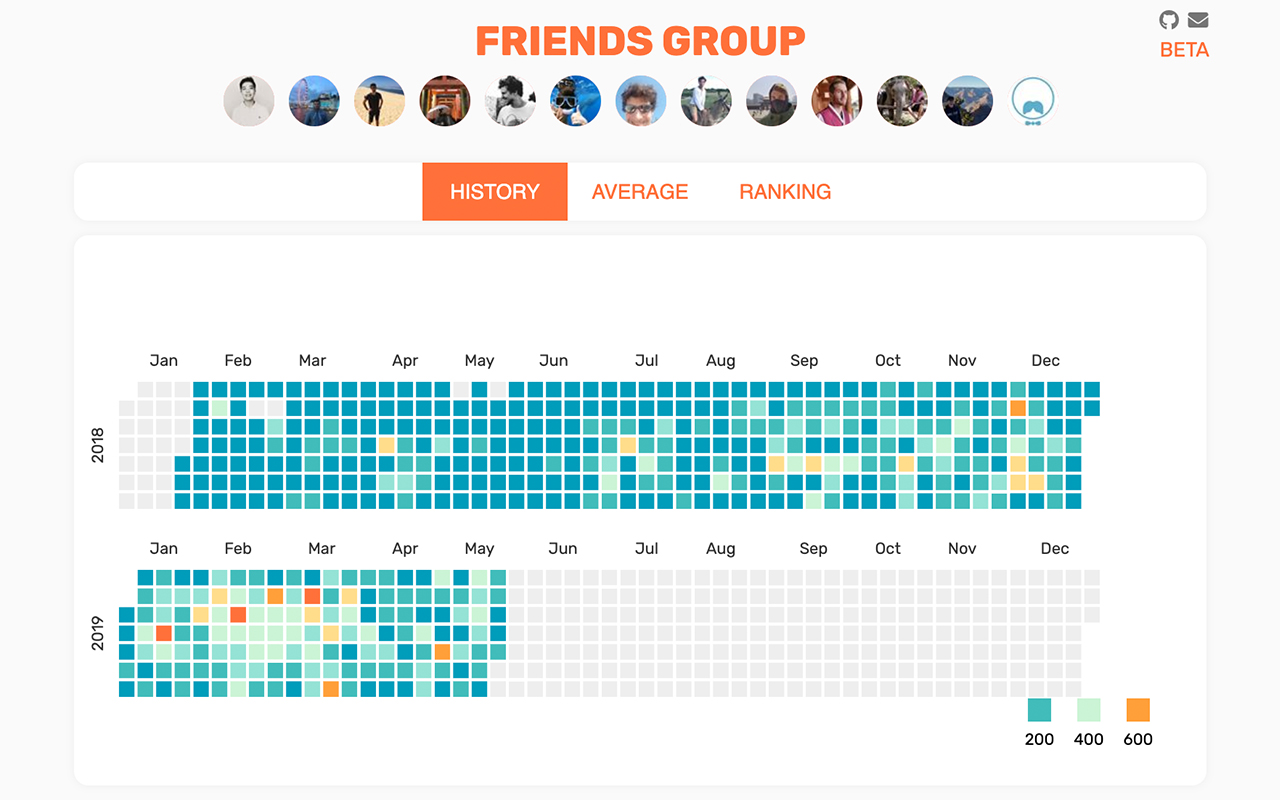 FRIENDS GROUP
BETA
HISTORY AVERAGE RANKING
Jan Feb Mar Apr May Jun Jul Aug Sep Oct Nov Dec
2018
Jan Feb Mar Apr May Jun Jul Aug Sep Oct Nov Dec
2019
200 400 600